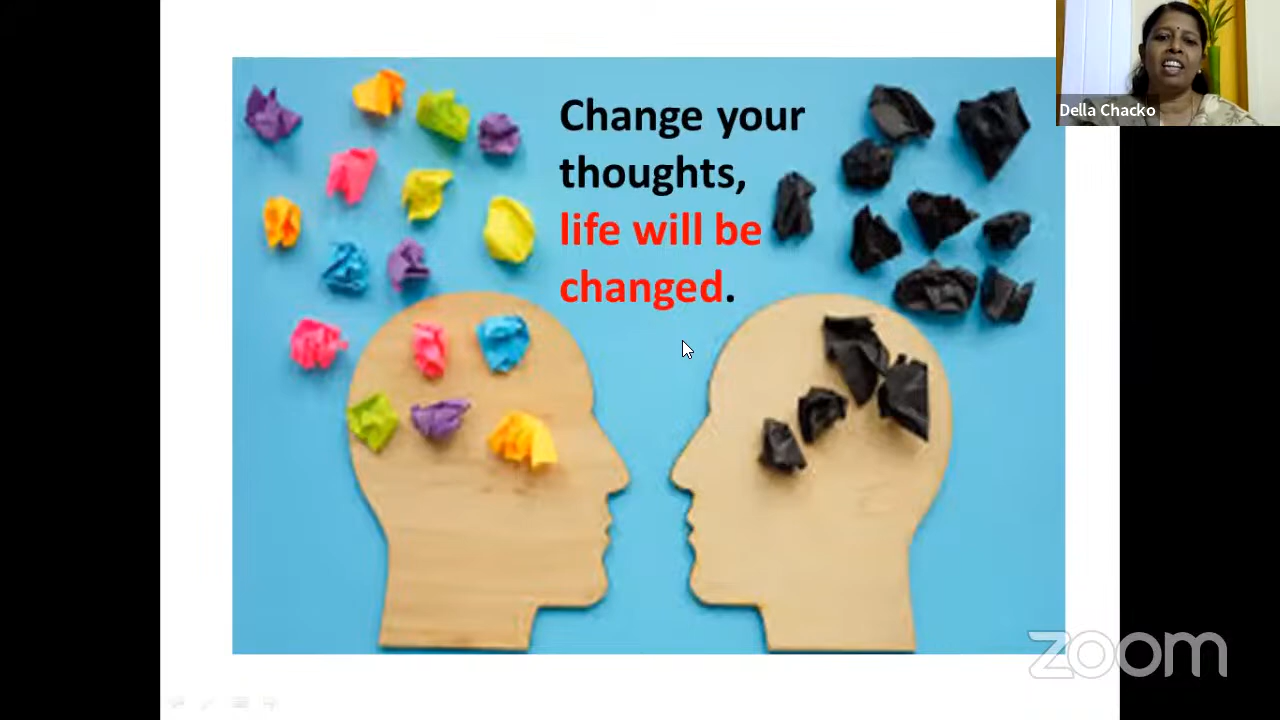 Change your
thoughts,
life will be
changed.
Della Chacko
zoom